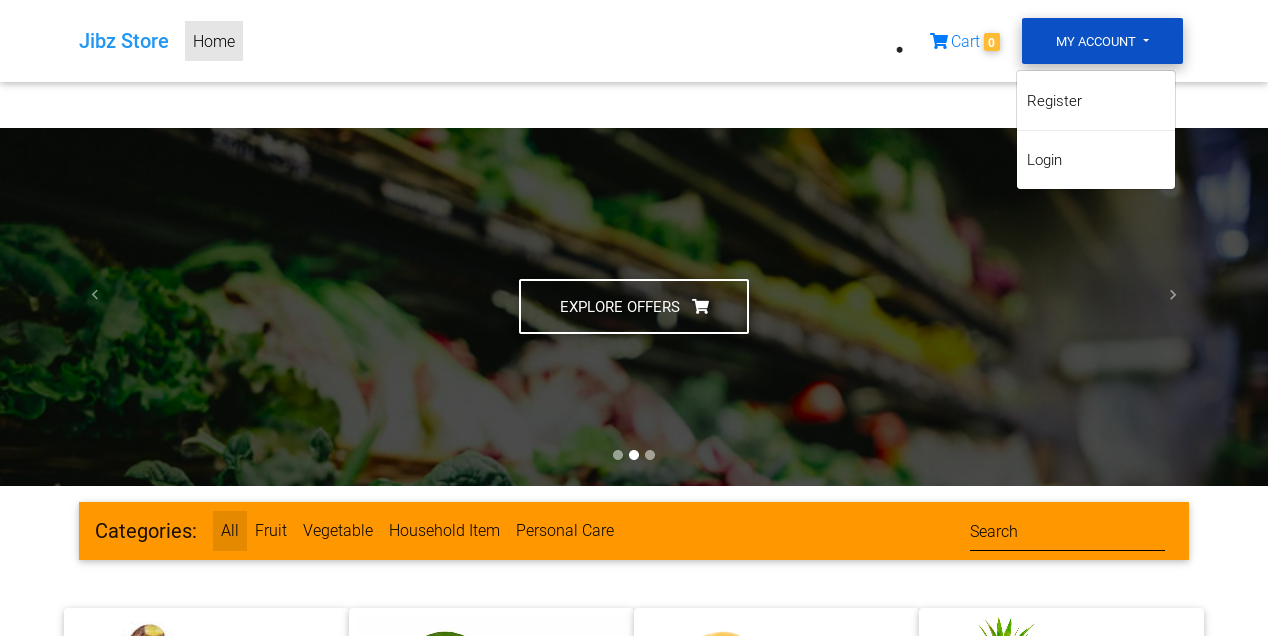 Jibz Store Home Cart 0 MY ACCOUNT
Register
Login
EXPLORE OFFERS
Categories: All Fruit Vegetable Household Item Personal Care Search